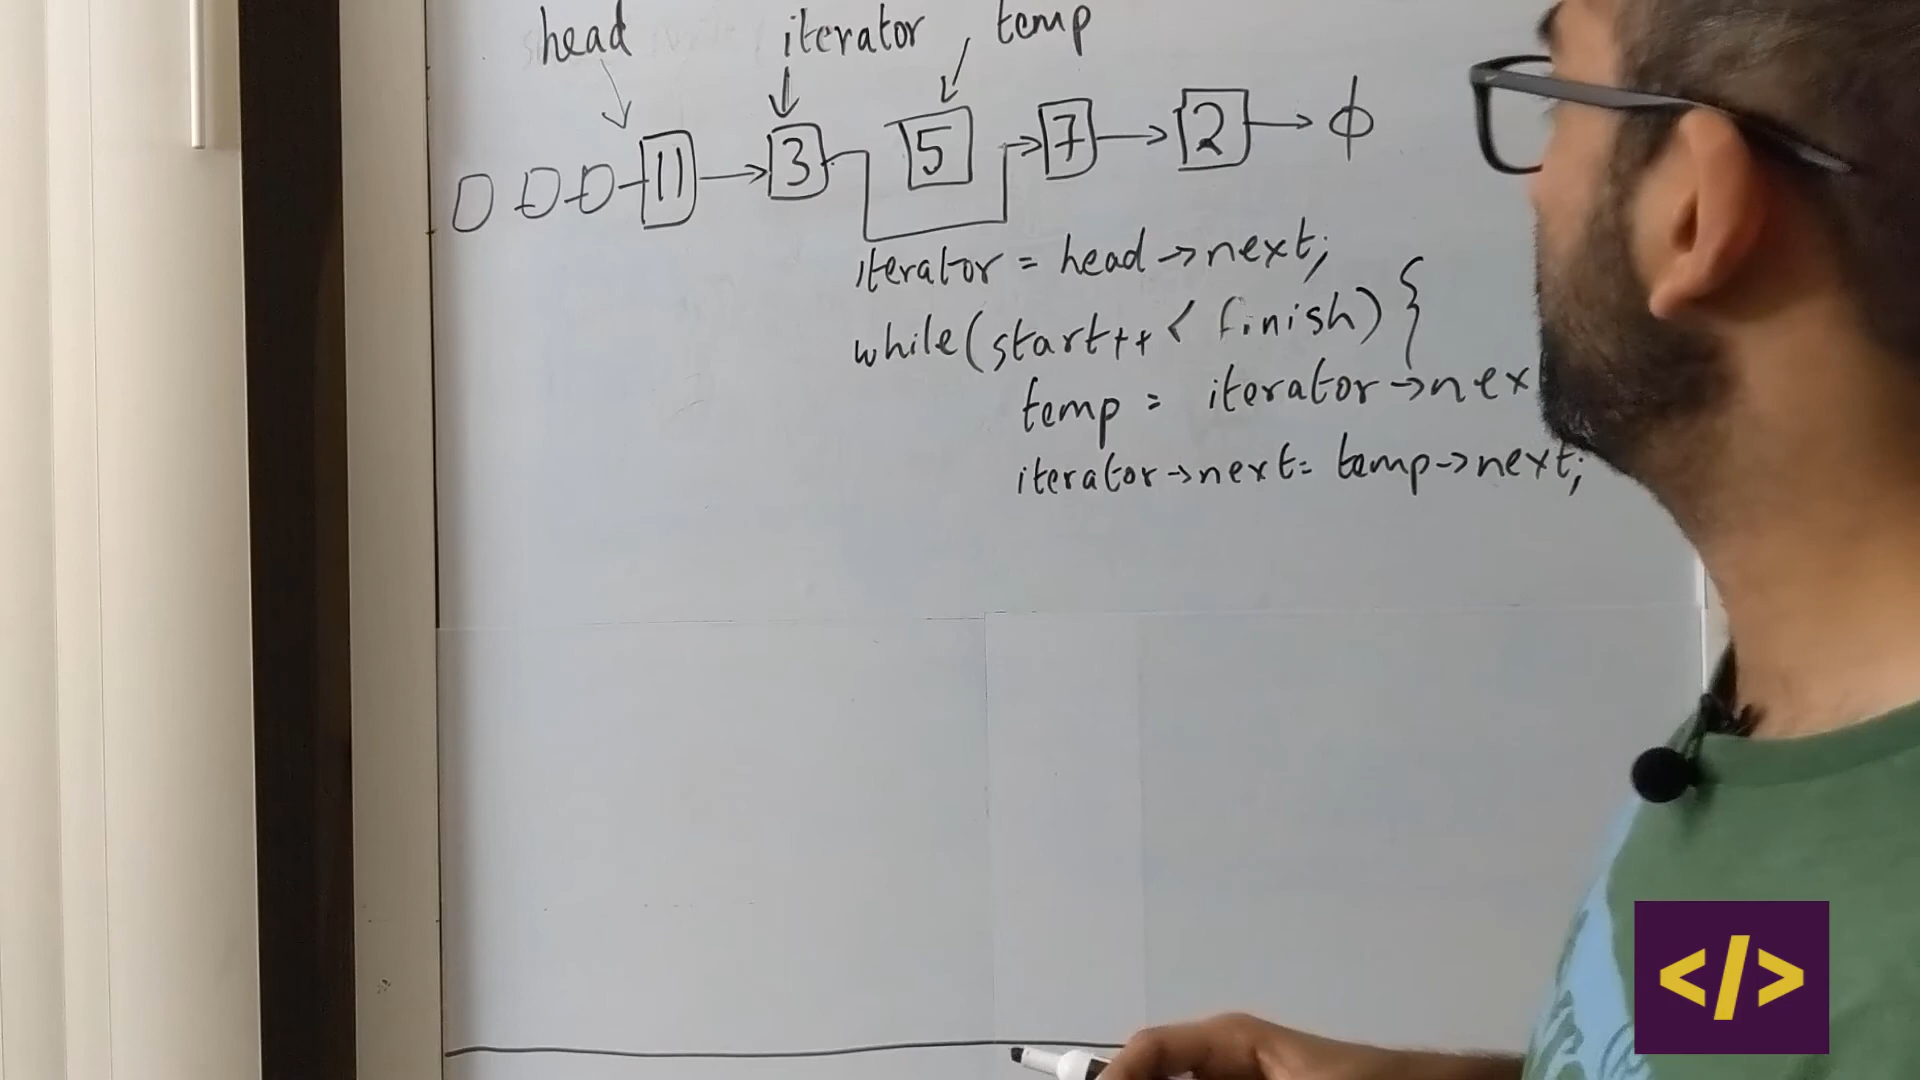 head iterator temp
11 3 5 7 2 φ
iterator = head->next;
while(start++ < finish) {
temp = iterator->nex
iterator->next= temp->next;
</>